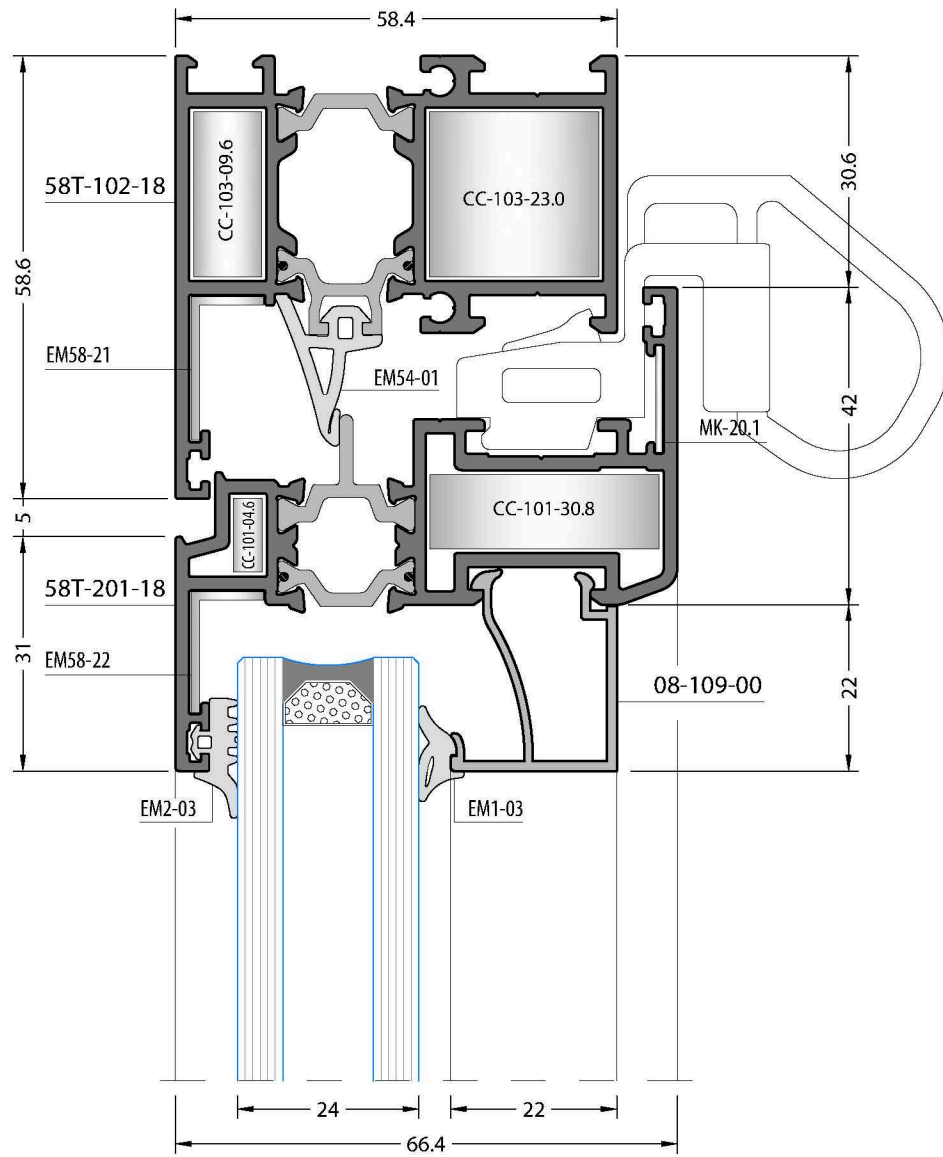 58.4
CC-103-09.6
CC-103-23.0
58T-102-18
30.6
58.6
EM58-21
EM54-01
42
MK-20.1
5
CC-101-04.6
CC-101-30.8
58T-201-18
31
EM58-22
08-109-00
22
EM2-03
EM1-03
24
22
66.4